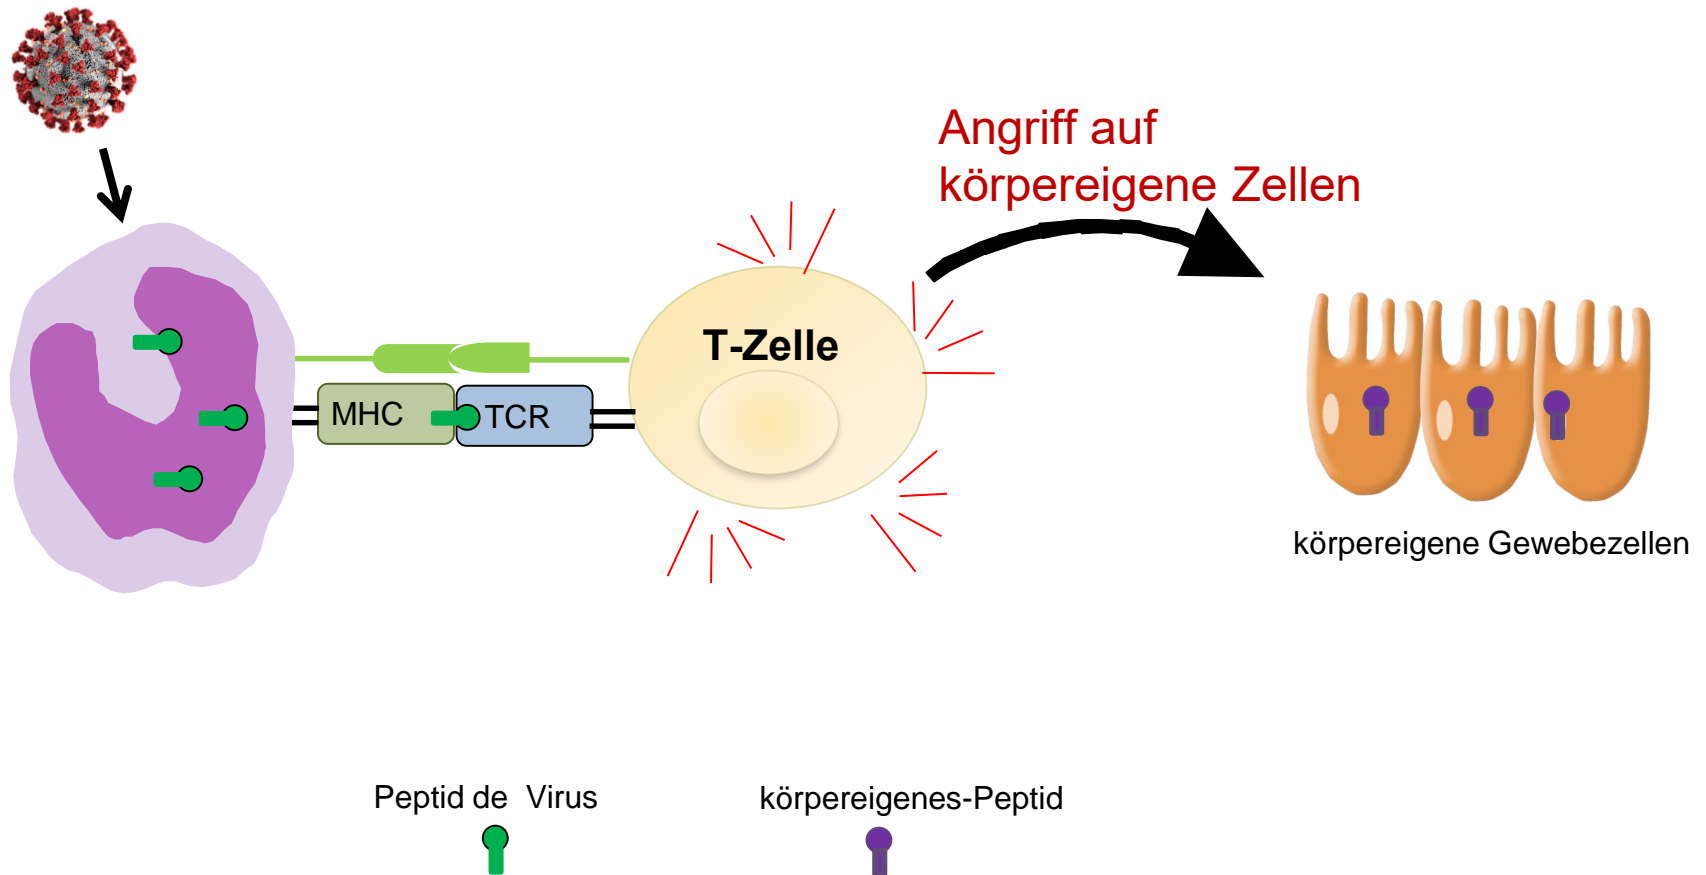 Angriff auf
körpereigene Zellen
T-Zelle
MHC
TCR
körpereigene Gewebezellen
Peptid de Virus
körpereigenes-Peptid